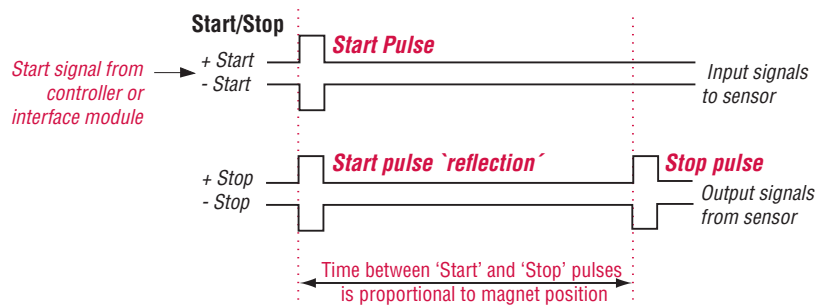 Start/Stop
Start Pulse
+ Start
- Start
Start signal from
controller or
interface module
Input signals
to sensor
Start pulse `reflection´
Stop pulse
+ Stop
- Stop
Output signals
from sensor
Time between ‘Start’ and ‘Stop’ pulses
is proportional to magnet position